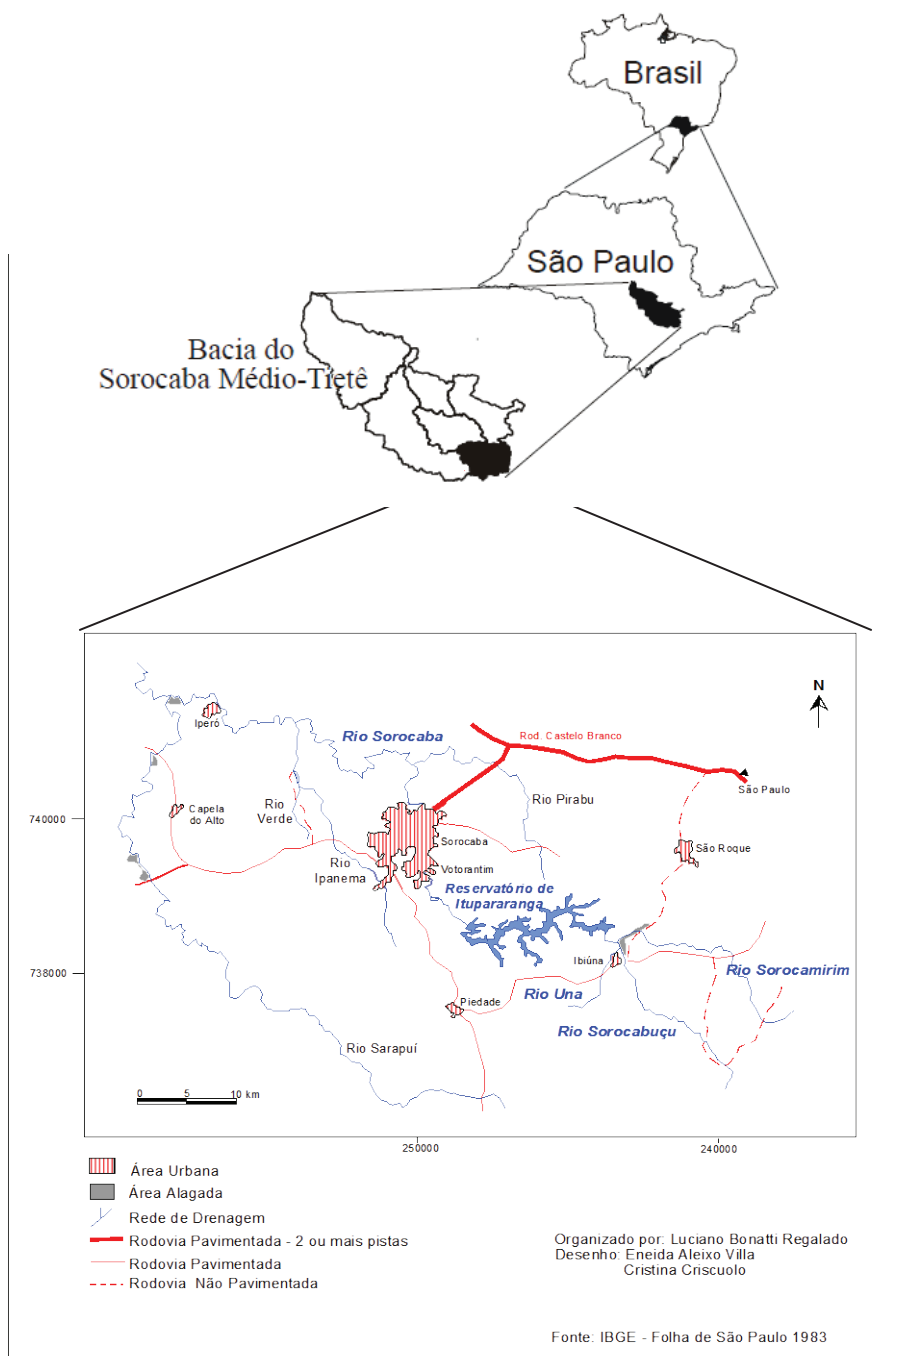 Brasil
São Paulo
Bacia do
Sorocaba Médio-Tietê
N
Iperó
Rio Sorocaba
Rod. Castelo Branco
São Paulo
Capela
do Alto
Rio
Verde
Rio Pirabu
740000
Sorocaba
São Roque
Rio
Ipanema
Votorantim
Reservatório de
Itupararanga
Ibiúna
738000
Rio Sorocamirim
Rio Una
Piedade
Rio Sorocabuçu
Rio Sarapuí
0 5 10 km
250000
240000
Área Urbana
Área Alagada
Rede de Drenagem
Rodovia Pavimentada - 2 ou mais pistas
Rodovia Pavimentada
Rodovia Não Pavimentada
Organizado por: Luciano Bonatti Regalado
Desenho: Eneida Aleixo Villa
Cristina Criscuolo
Fonte: IBGE - Folha de São Paulo 1983